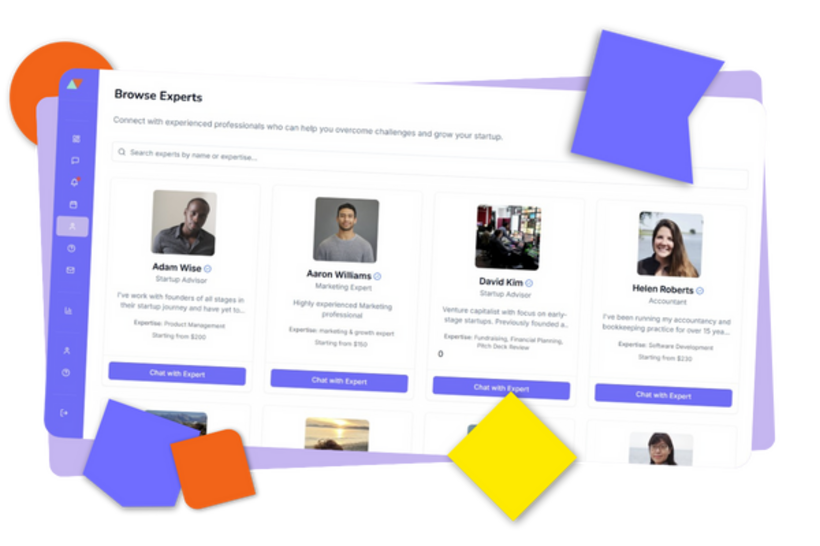 Browse Experts
Connect with experienced professionals who can help you overcome challenges and grow your startup.
Search experts by name or expertise...
Adam Wise
Startup Advisor
I've work with founders of all stages in
their startup journey and have yet to...
Expertise: Product Management
Starting from $200
Chat with Expert
Aaron Williams
Marketing Expert
Highly experienced Marketing
professional
Expertise: marketing & growth expert
Starting from $150
Chat with Expert
David Kim
Startup Advisor
Venture capitalist with focus on early-
stage startups. Previously founded a...
Expertise: Fundraising, Financial Planning,
Pitch Deck Review
0
Chat with Expert
Helen Roberts
Accountant
I've been running my accountancy and
bookkeeping practice for over 15 yea...
Expertise: Software Development
Starting from $230
Chat with Expert